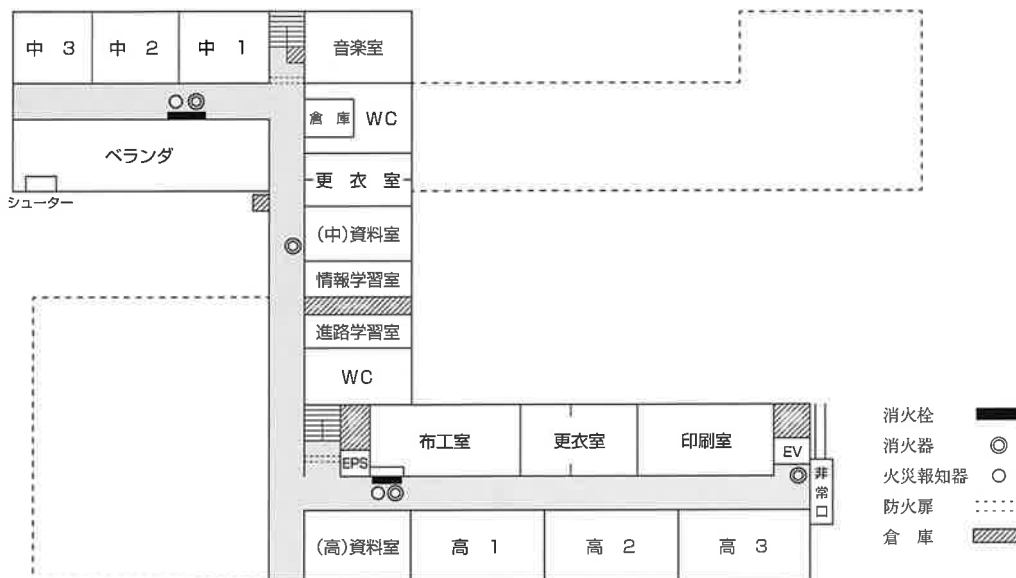 中 3
中 2
中 1
音楽室
倉 庫
WC
ベランダ
更 衣 室
シューター
(中)資料室
情報学習室
進路学習室
WC
布工室
更衣室
印刷室
EPS
EV
非常口
(高)資料室
高 1
高 2
高 3
消火栓
消火器
火災報知器
防火扉
倉 庫